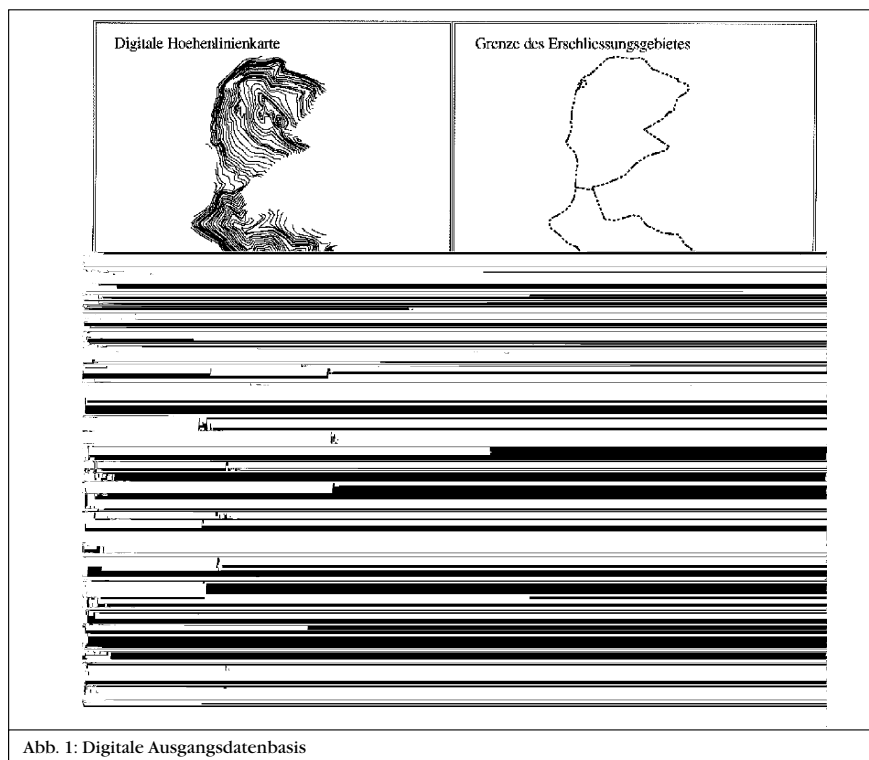 Digitale Hoehenlinienkarte
Grenze des Erschliessungsgebietes
Abb. 1: Digitale Ausgangsdatenbasis